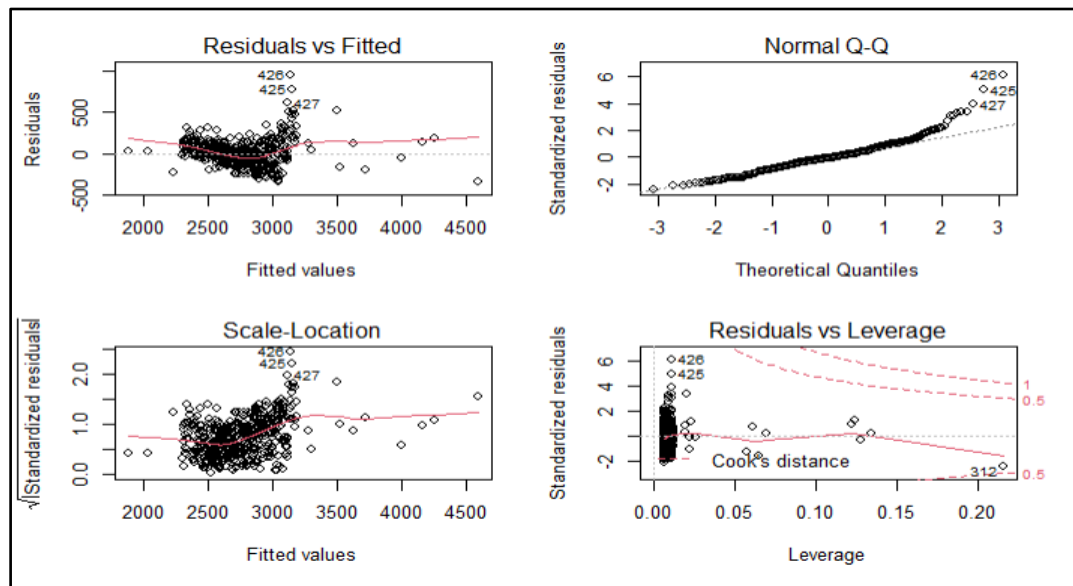 Residuals vs Fitted
Residuals
-500 0 500
426
425
427
2000 2500 3000 3500 4000 4500
Fitted values
Normal Q-Q
Standardized residuals
-2 0 2 4 6
426
425
427
-3 -2 -1 0 1 2 3
Theoretical Quantiles
Scale-Location
√|Standardized residuals|
0.0 1.0 2.0
426
425
427
2000 2500 3000 3500 4000 4500
Fitted values
Residuals vs Leverage
Standardized residuals
-2 0 2 4 6
426
425
1
0.5
Cook's distance
312
0.5
0.00 0.05 0.10 0.15 0.20
Leverage